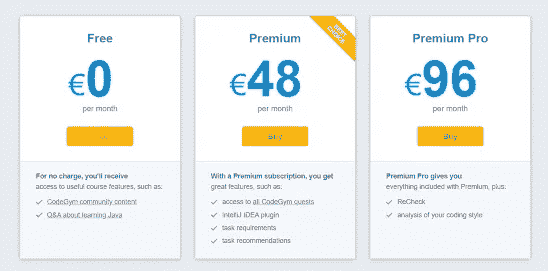 Free
€0
per month
For no charge, you'll receive
access to useful course features, such as:
CodeGym community content
Q&A about learning Java
Premium
€48
per month
Buy
With a Premium subscription, you get
great features, such as:
access to all CodeGym quests
IntelliJ IDEA plugin
task requirements
task recommendations
Premium Pro
€96
per month
Buy
Premium Pro gives you
everything included with Premium, plus:
ReCheck
analysis of your coding style